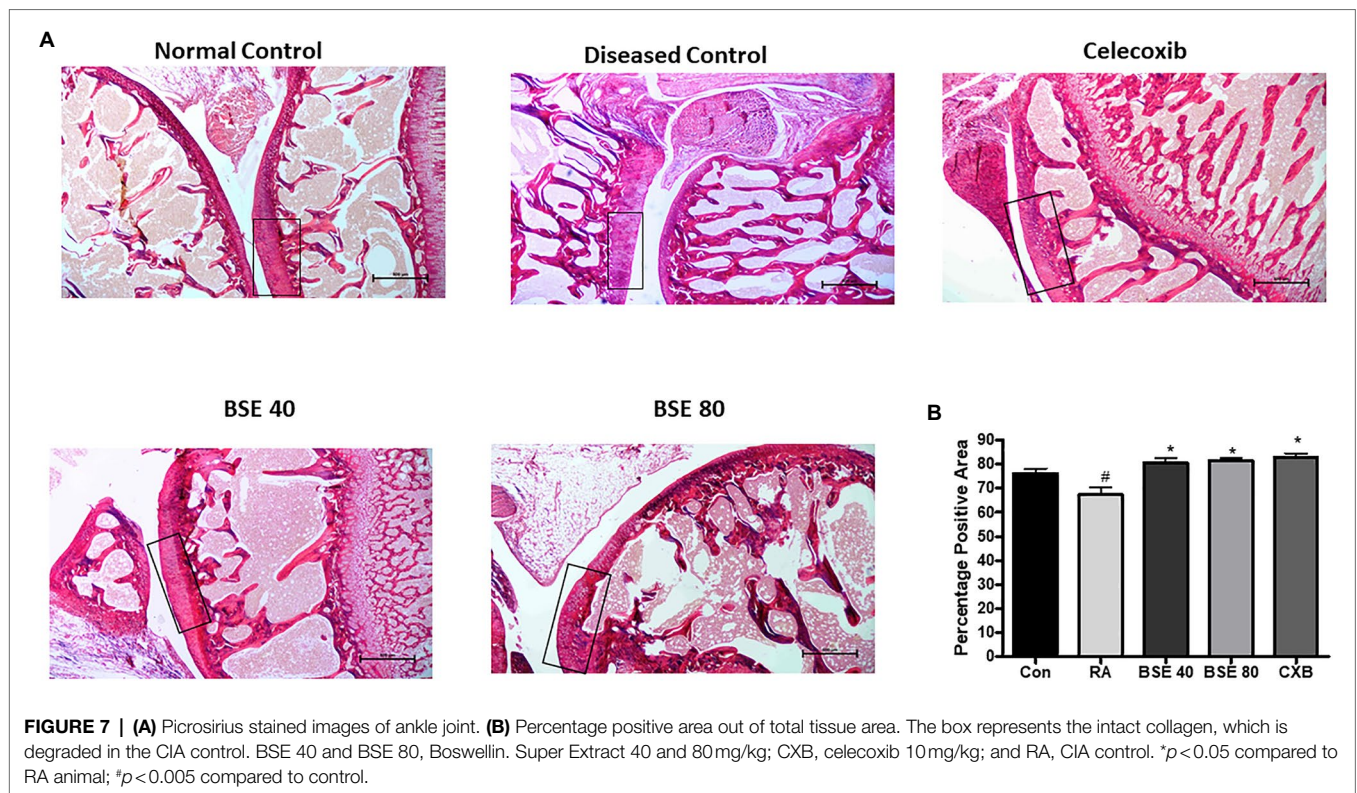 A
Normal Control
Diseased Control
Celecoxib
BSE 40
BSE 80
B
Percentage Positive Area
90
80
70
60
50
40
30
20
10
0
#
*
*
*
Con RA BSE 40 BSE 80 CXB
FIGURE 7 | (A) Picrosirius stained images of ankle joint. (B) Percentage positive area out of total tissue area. The box represents the intact collagen, which is
degraded in the CIA control. BSE 40 and BSE 80, Boswellin. Super Extract 40 and 80 mg/kg; CXB, celecoxib 10 mg/kg; and RA, CIA control. *p < 0.05 compared to
RA animal; #p < 0.005 compared to control.